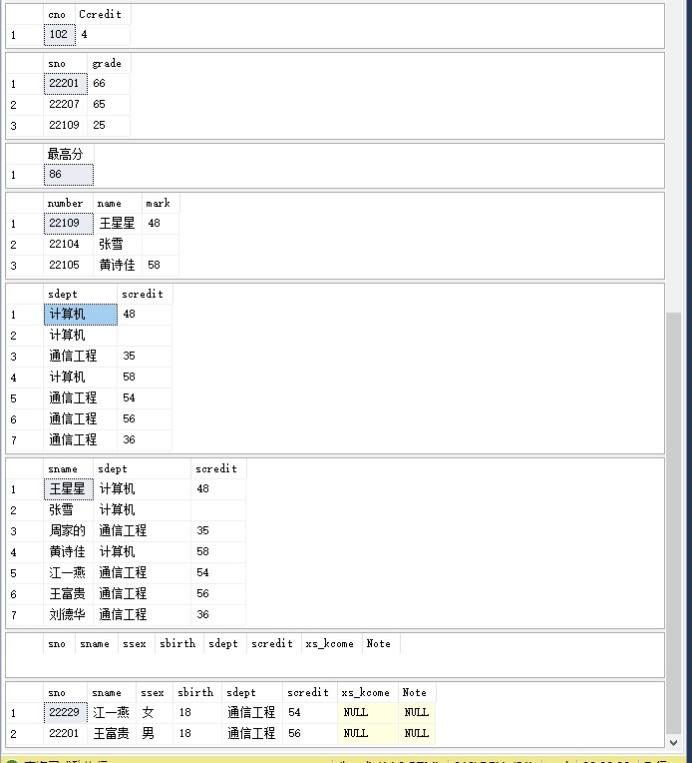 cno Ccredit
1 102 4
sno grade
1 22201 66
2 22207 65
3 22109 25
最高分
1 86
number name mark
1 22109 王星星 48
2 22104 张雪
3 22105 黄诗佳 58
sdept scredit
1 计算机 48
2 计算机
3 通信工程 35
4 计算机 58
5 通信工程 54
6 通信工程 56
7 通信工程 36
sname sdept scredit
1 王星星 计算机 48
2 张雪 计算机
3 周家的 通信工程 35
4 黄诗佳 计算机 58
5 江一燕 通信工程 54
6 王富贵 通信工程 56
7 刘德华 通信工程 36
sno sname ssex sbirth sdept scredit xs_kcome Note
sno sname ssex sbirth sdept scredit xs_kcome Note
1 22229 江一燕 女 18 通信工程 54 NULL NULL
2 22201 王富贵 男 18 通信工程 56 NULL NULL